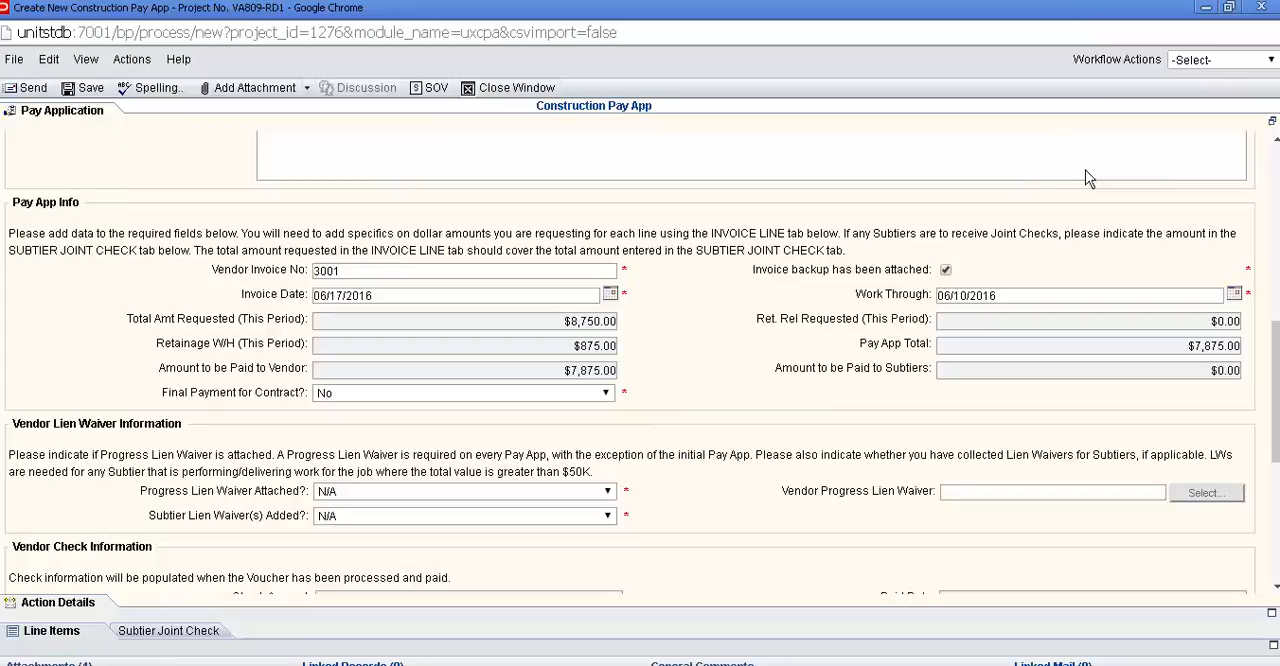 Create New Construction Pay App - Project No. VA809-RD1 - Google Chrome
unitstdb:7001/bp/process/new?project_id=1276&module_name=uxcpa&csvimport=false
File Edit View Actions Help Workflow Actions -Select-
Send Save Spelling.. Add Attachment Discussion $ SOV Close Window
Construction Pay App
Pay Application
Pay App Info
Please add data to the required fields below. You will need to add specifics on dollar amounts you are requesting for each line using the INVOICE LINE tab below. If any Subtiers are to receive Joint Checks, please indicate the amount in the
SUBTIER JOINT CHECK tab below. The total amount requested in the INVOICE LINE tab should cover the total amount entered in the SUBTIER JOINT CHECK tab.
Vendor Invoice No: 3001 * Invoice backup has been attached: *
Invoice Date: 06/17/2016 * Work Through: 06/10/2016 *
Total Amt Requested (This Period): $8,750.00 Ret. Rel Requested (This Period): $0.00
Retainage W/H (This Period): $875.00 Pay App Total: $7,875.00
Amount to be Paid to Vendor: $7,875.00 Amount to be Paid to Subtiers: $0.00
Final Payment for Contract?: No *
Vendor Lien Waiver Information
Please indicate if Progress Lien Waiver is attached. A Progress Lien Waiver is required on every Pay App, with the exception of the initial Pay App. Please also indicate whether you have collected Lien Waivers for Subtiers, if applicable. LWs
are needed for any Subtier that is performing/delivering work for the job where the total value is greater than $50K.
Progress Lien Waiver Attached?: N/A * Vendor Progress Lien Waiver: Select...
Subtier Lien Waiver(s) Added?: N/A *
Vendor Check Information
Check information will be populated when the Voucher has been processed and paid.
Check Amount Paid Date
Action Details
Line Items Subtier Joint Check
Attachments (4) Linked Records (0) General Comments Linked Mail (0)